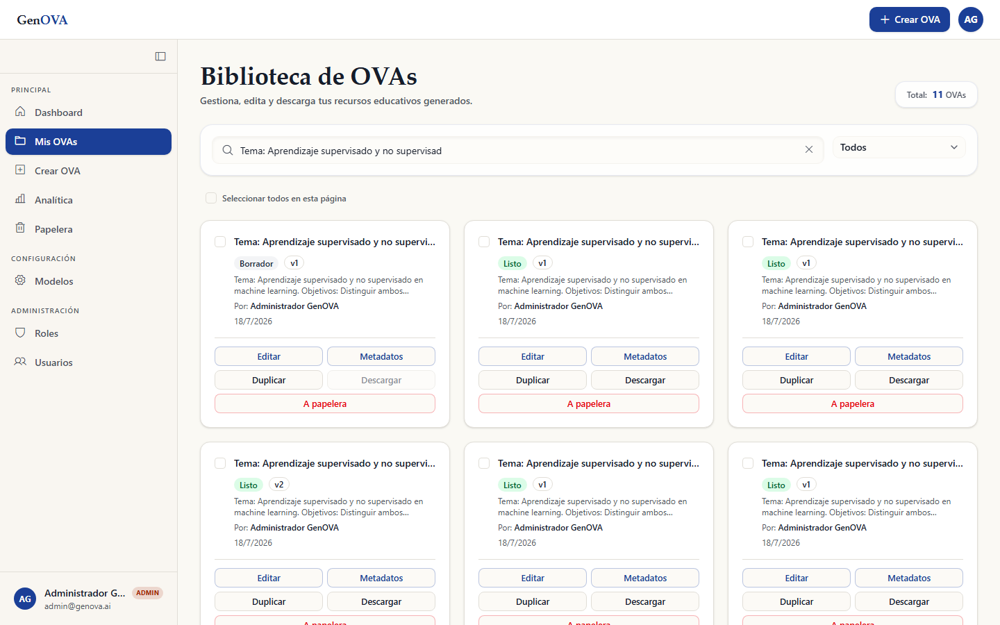 GenOVA
Crear OVA
AG
PRINCIPAL
Dashboard
Mis OVAs
Crear OVA
Analítica
Papelera
CONFIGURACIÓN
Modelos
ADMINISTRACIÓN
Roles
Usuarios
AG
Administrador G...
ADMIN
admin@genova.ai
Biblioteca de OVAs
Gestiona, edita y descarga tus recursos educativos generados.
Total: 11 OVAs
Tema: Aprendizaje supervisado y no supervisad
Todos
Seleccionar todos en esta página
Tema: Aprendizaje supervisado y no supervi...
Borrador v1
Tema: Aprendizaje supervisado y no supervisado en
machine learning. Objetivos: Distinguir ambos...
Por: Administrador GenOVA
18/7/2026
Editar Metadatos
Duplicar Descargar
A papelera
Tema: Aprendizaje supervisado y no supervi...
Listo v1
Tema: Aprendizaje supervisado y no supervisado en
machine learning. Objetivos: Distinguir ambos...
Por: Administrador GenOVA
18/7/2026
Editar Metadatos
Duplicar Descargar
A papelera
Tema: Aprendizaje supervisado y no supervi...
Listo v1
Tema: Aprendizaje supervisado y no supervisado en
machine learning. Objetivos: Distinguir ambos...
Por: Administrador GenOVA
18/7/2026
Editar Metadatos
Duplicar Descargar
A papelera
Tema: Aprendizaje supervisado y no supervi...
Listo v2
Tema: Aprendizaje supervisado y no supervisado en
machine learning. Objetivos: Distinguir ambos...
Por: Administrador GenOVA
18/7/2026
Editar Metadatos
Duplicar Descargar
A papelera
Tema: Aprendizaje supervisado y no supervi...
Listo v1
Tema: Aprendizaje supervisado y no supervisado en
machine learning. Objetivos: Distinguir ambos...
Por: Administrador GenOVA
18/7/2026
Editar Metadatos
Duplicar Descargar
A papelera
Tema: Aprendizaje supervisado y no supervi...
Listo v1
Tema: Aprendizaje supervisado y no supervisado en
machine learning. Objetivos: Distinguir ambos...
Por: Administrador GenOVA
18/7/2026
Editar Metadatos
Duplicar Descargar
A papelera